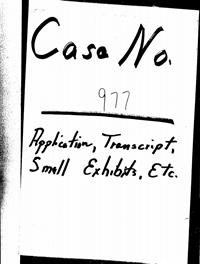 Case No.
977
Application, Transcript,
Small Exhibits, Etc.